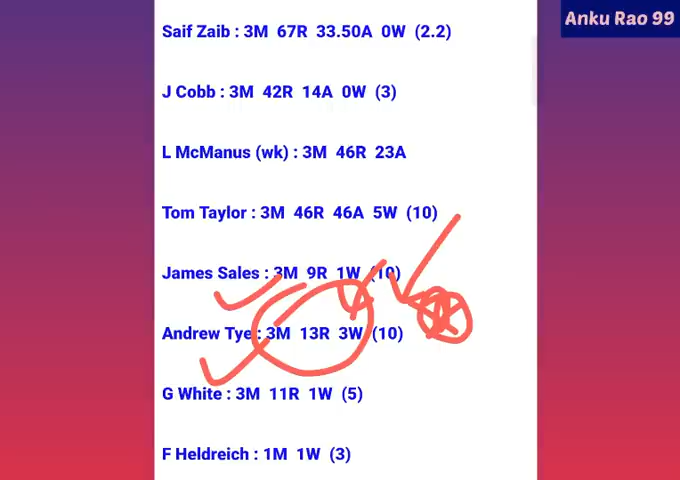 Anku Rao 99
Saif Zaib : 3M 67R 33.50A 0W (2.2)
J Cobb : 3M 42R 14A 0W (3)
L McManus (wk) : 3M 46R 23A
Tom Taylor : 3M 46R 46A 5W (10)
James Sales : 3M 9R 1W (10)
Andrew Tye : 3M 13R 3W (10)
G White : 3M 11R 1W (5)
F Heldreich : 1M 1W (3)